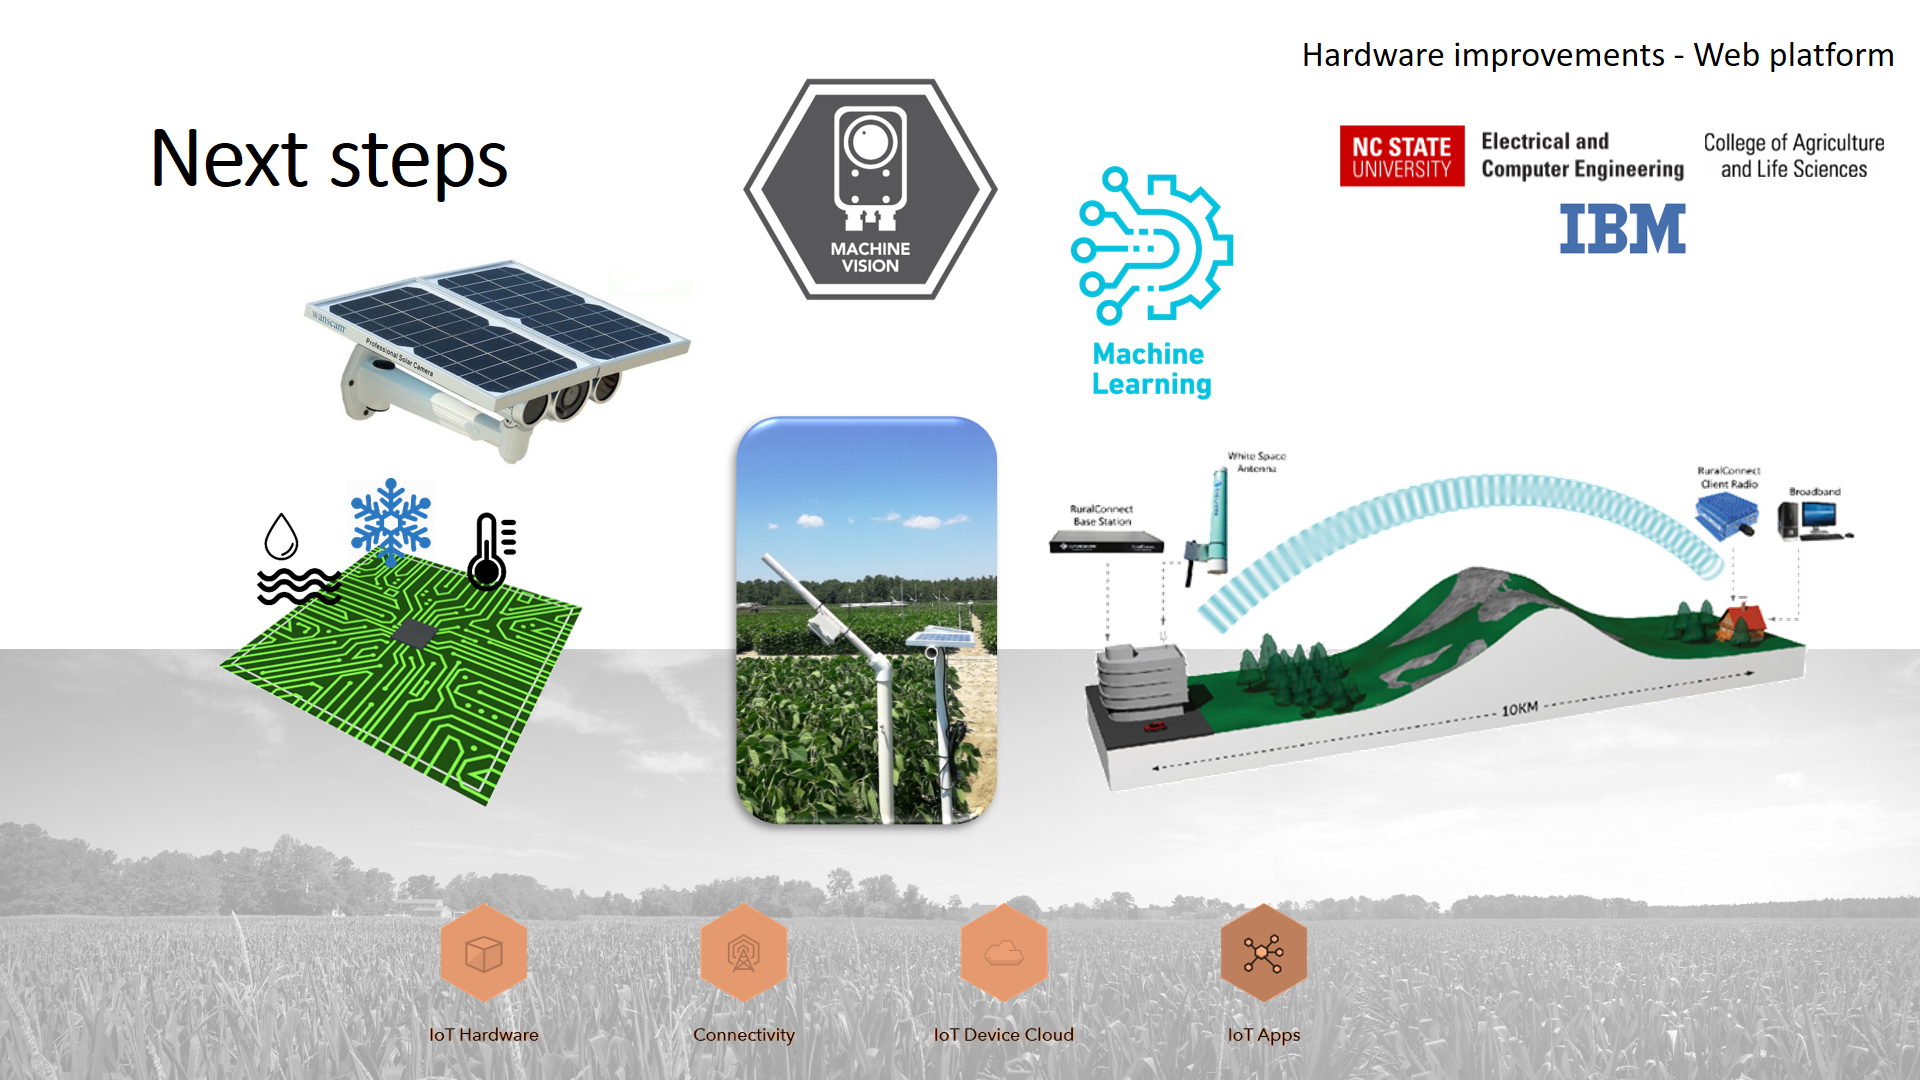 Hardware improvements - Web platform
Next steps
NC STATE
UNIVERSITY
Electrical and
Computer Engineering
College of Agriculture
and Life Sciences
IBM
MACHINE
VISION
Machine
Learning
wanscam
Professional Solar Camera
White Space
Antenna
RuralConnect
Base Station
RuralConnect
Client Radio
Broadband
10KM
IoT Hardware
Connectivity
IoT Device Cloud
IoT Apps